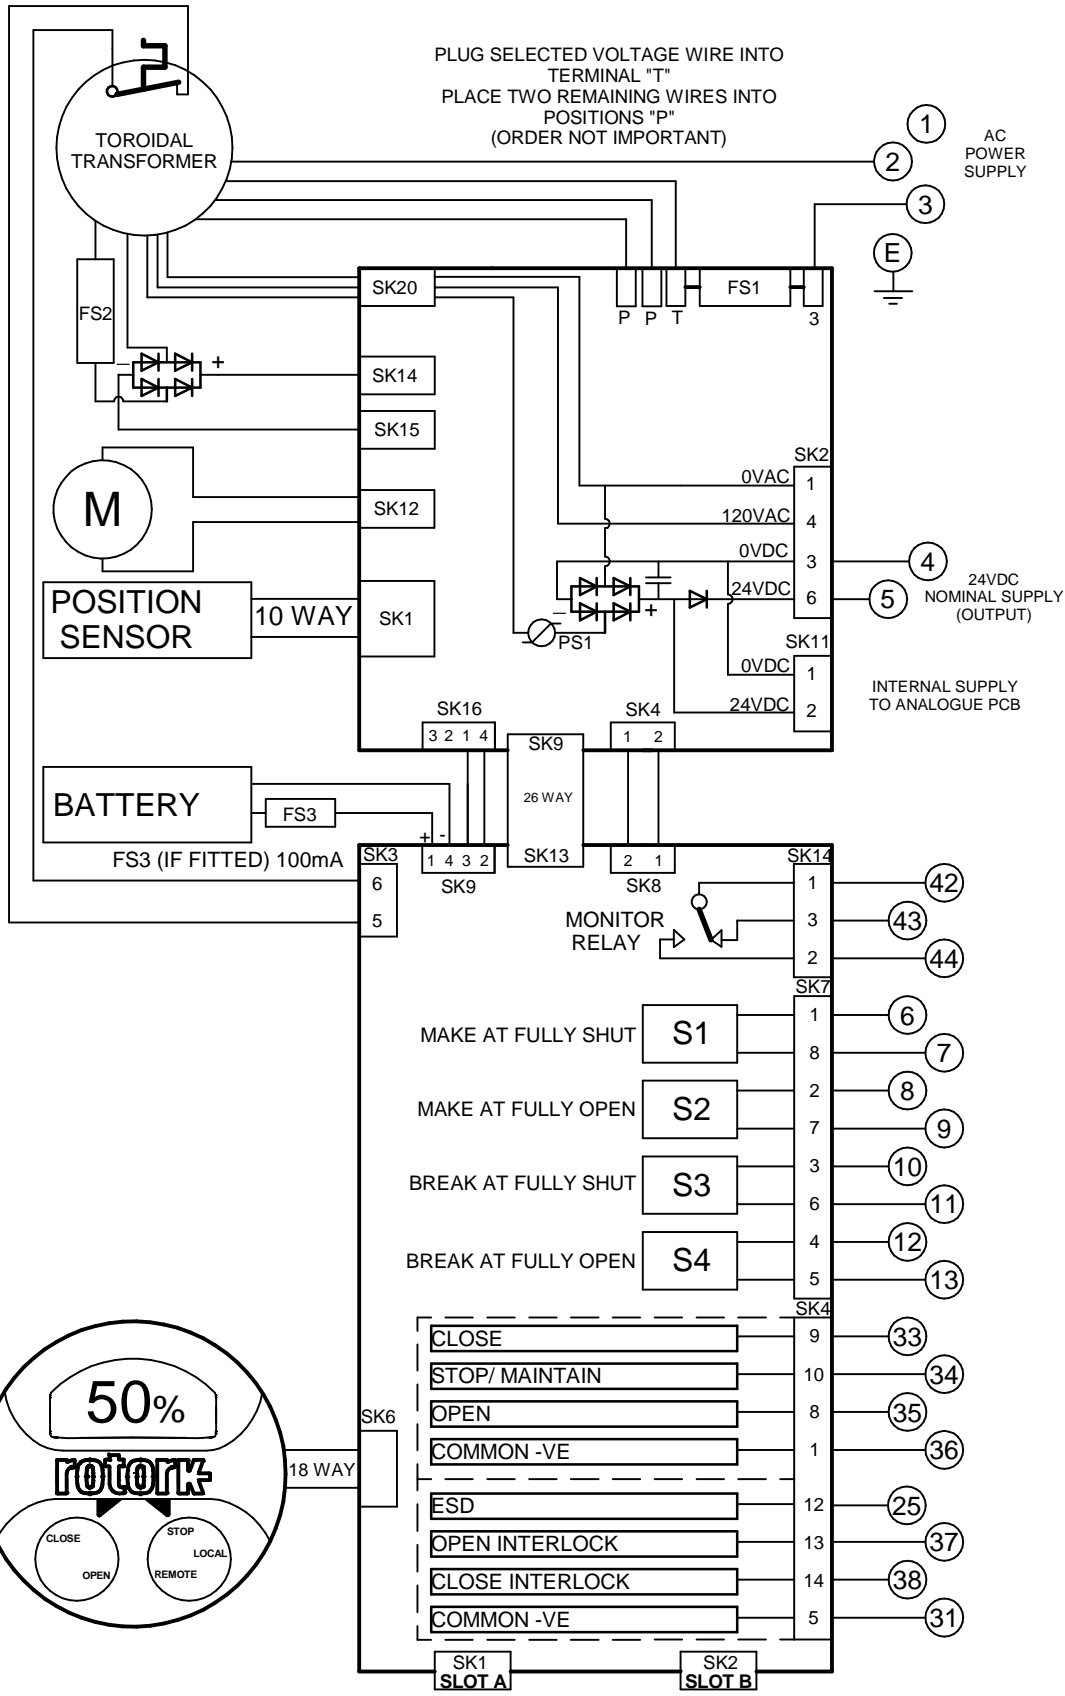 PLUG SELECTED VOLTAGE WIRE INTO
TERMINAL "T"
PLACE TWO REMAINING WIRES INTO
POSITIONS "P"
(ORDER NOT IMPORTANT)
TOROIDAL
TRANSFORMER
1
2
AC
POWER
SUPPLY
3
E
SK20
FS1
P P T
3
FS2
– +
SK14
SK15
M
SK12
SK2
0VAC 1
120VAC 4
0VDC 3
24VDC 6
4
5
24VDC
NOMINAL SUPPLY
(OUTPUT)
– +
PS1
POSITION
SENSOR
10 WAY
SK1
SK11
0VDC 1
24VDC 2
INTERNAL SUPPLY
TO ANALOGUE PCB
SK16
3 2 1 4
SK9
26 WAY
SK13
SK4
1 2
BATTERY
FS3
FS3 (IF FITTED) 100mA
+ -
1 4 3 2
SK9
2 1
SK8
SK3
6
5
SK14
MONITOR
RELAY
1 42
3 43
2 44
SK7
MAKE AT FULLY SHUT S1 1 6
8 7
MAKE AT FULLY OPEN S2 2 8
7 9
BREAK AT FULLY SHUT S3 3 10
6 11
BREAK AT FULLY OPEN S4 4 12
5 13
SK4
CLOSE 9 33
STOP/ MAINTAIN 10 34
OPEN 8 35
COMMON -VE 1 36
ESD 12 25
OPEN INTERLOCK 13 37
CLOSE INTERLOCK 14 38
COMMON -VE 5 31
50%
rotork
CLOSE
OPEN
STOP
LOCAL
REMOTE
18 WAY
SK6
SK1
SLOT A
SK2
SLOT B